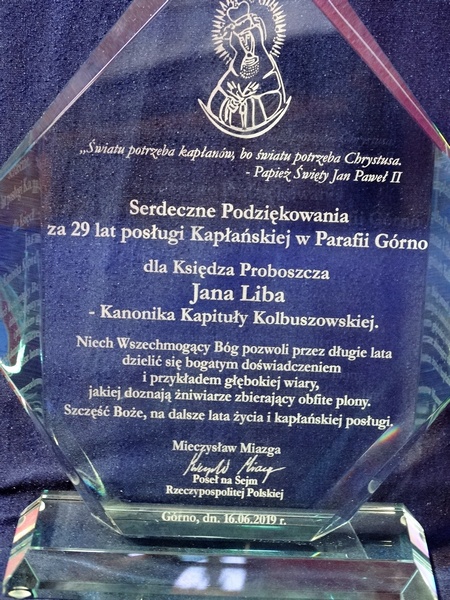 „Światu potrzeba kapłanów, bo światu potrzeba Chrystusa.
- Papież Święty Jan Paweł II
Serdeczne Podziękowania
za 29 lat posługi Kapłańskiej w Parafii Górno
dla Księdza Proboszcza
Jana Liba
- Kanonika Kapituły Kolbuszowskiej.
Niech Wszechmogący Bóg pozwoli przez długie lata
dzielić się bogatym doświadczeniem
i przykładem głębokiej wiary,
jakiej doznają żniwiarze zbierający obfite plony.
Szczęść Boże, na dalsze lata życia i kapłańskiej posługi.
Mieczysław Miazga
Poseł na Sejm
Rzeczypospolitej Polskiej
Górno, dn. 16.06.2019 r.